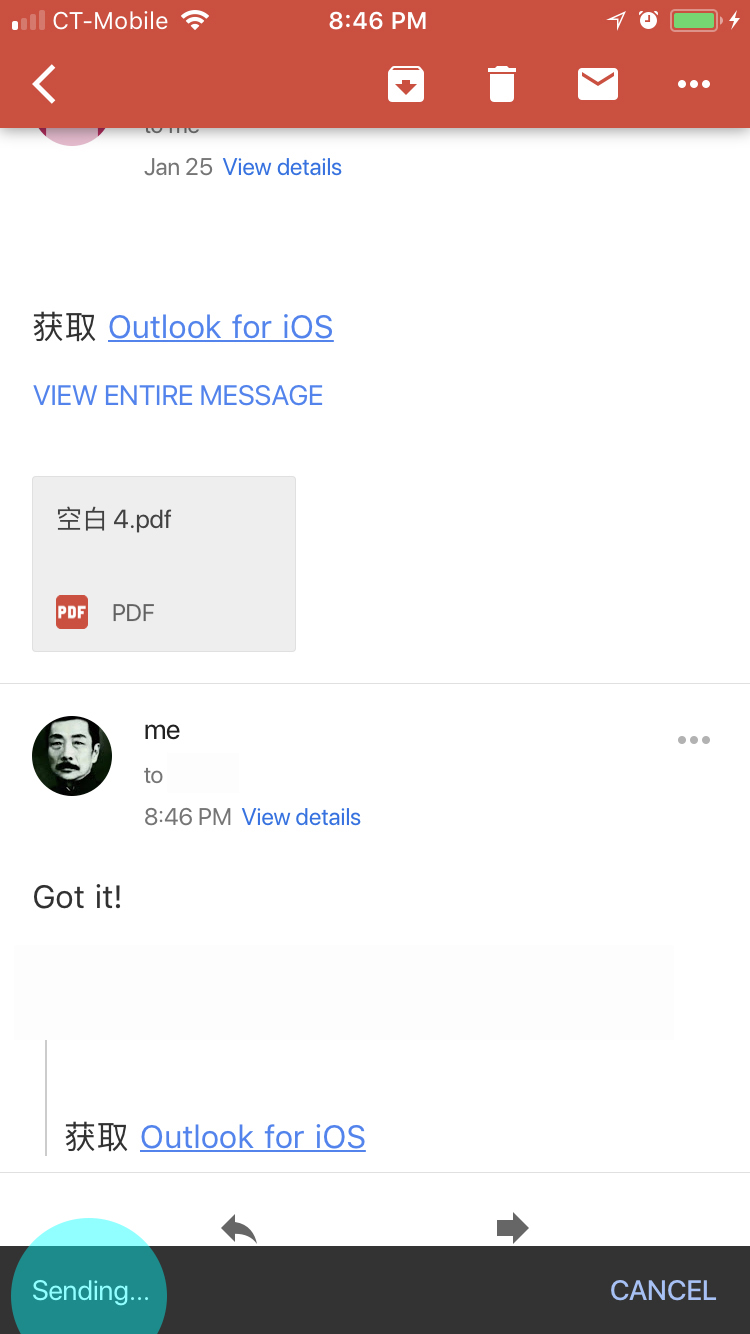 CT-Mobile 8:46 PM
to me
Jan 25 View details
获取 Outlook for iOS
VIEW ENTIRE MESSAGE
空白 4.pdf
PDF PDF
me
to
8:46 PM View details
Got it!
获取 Outlook for iOS
Sending... CANCEL